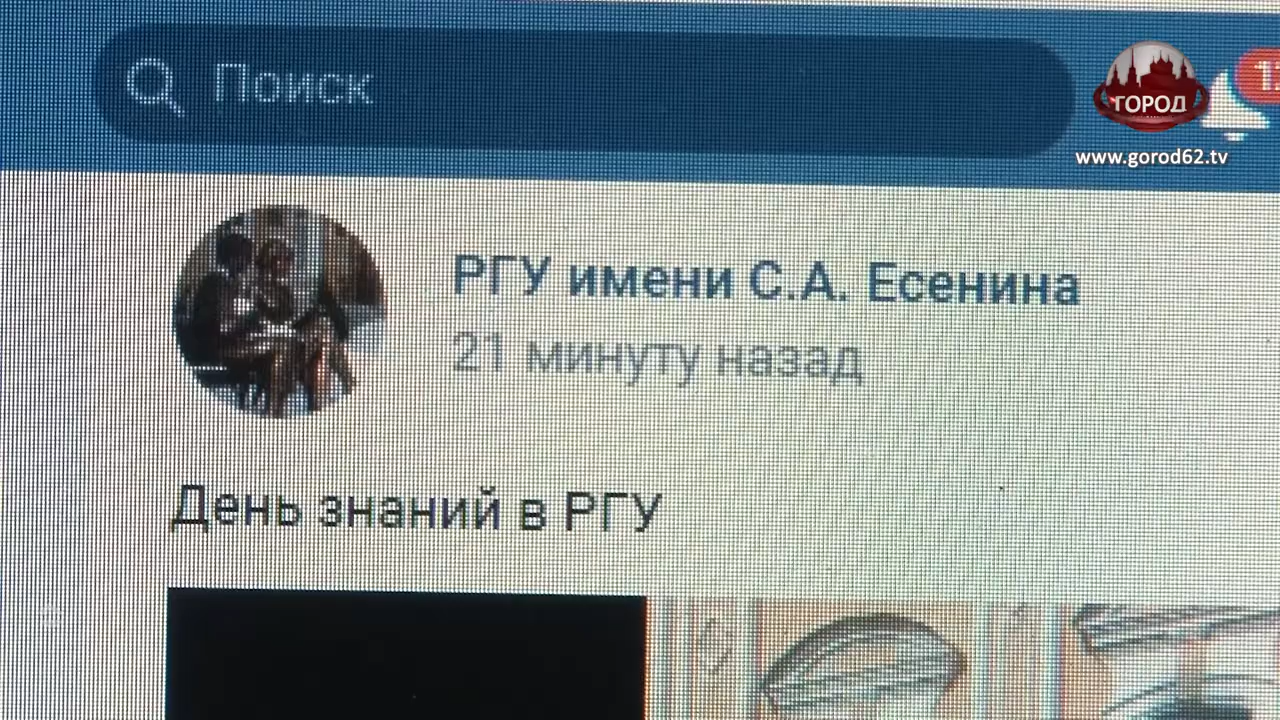 Поиск
ГОРОД
www.gorod62.tv
РГУ имени С.А. Есенина
21 минуту назад
День знаний в РГУ